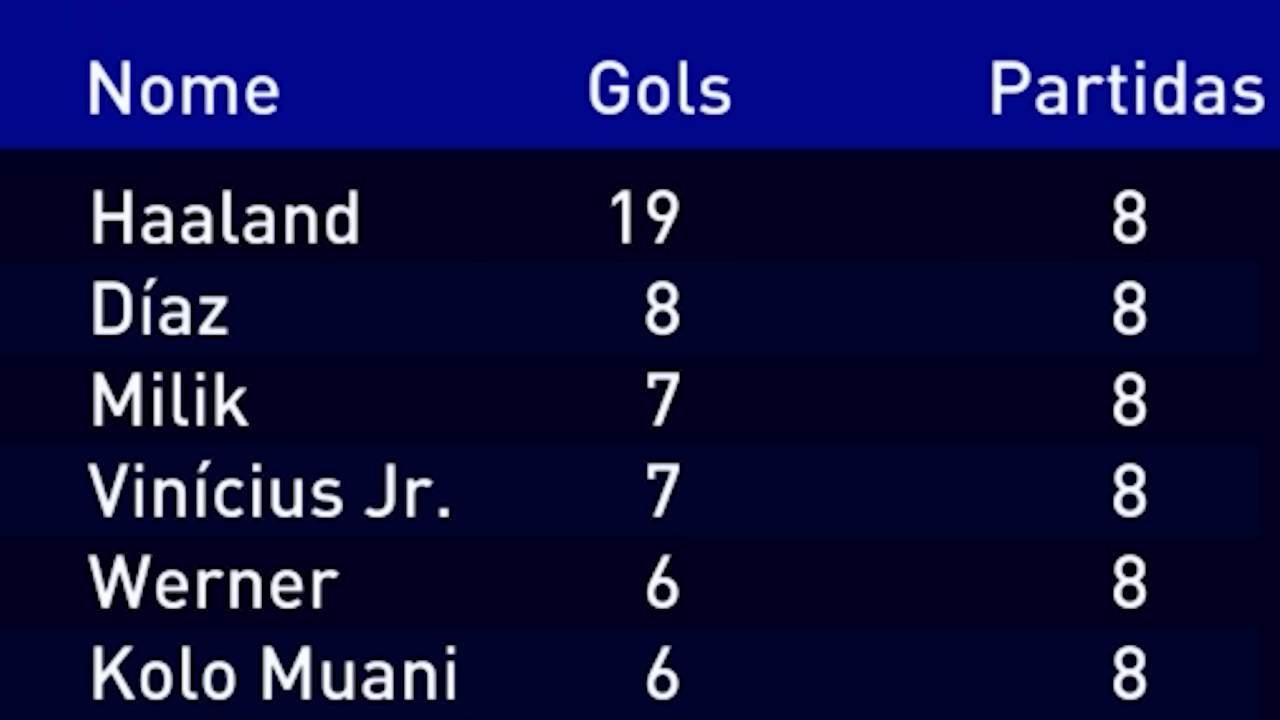 Nome Gols Partidas
Haaland 19 8
Díaz 8 8
Milik 7 8
Vinícius Jr. 7 8
Werner 6 8
Kolo Muani 6 8